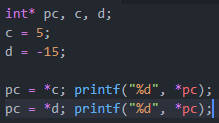 int* pc, c, d;
c = 5;
d = -15;

pc = *c; printf("%d", *pc);
pc = *d; printf("%d", *pc);